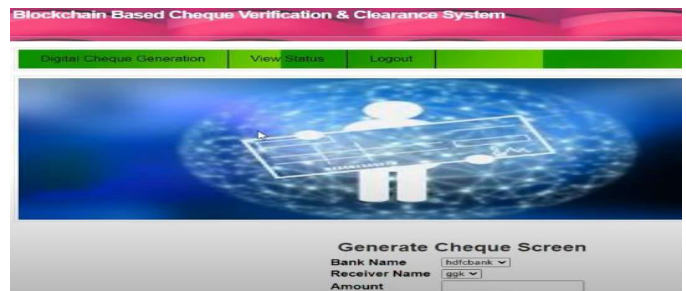 Blockchain Based Cheque Verification & Clearance System
Digital Cheque Generation View Status Logout
Generate Cheque Screen
Bank Name hdfcbank
Receiver Name ggk
Amount